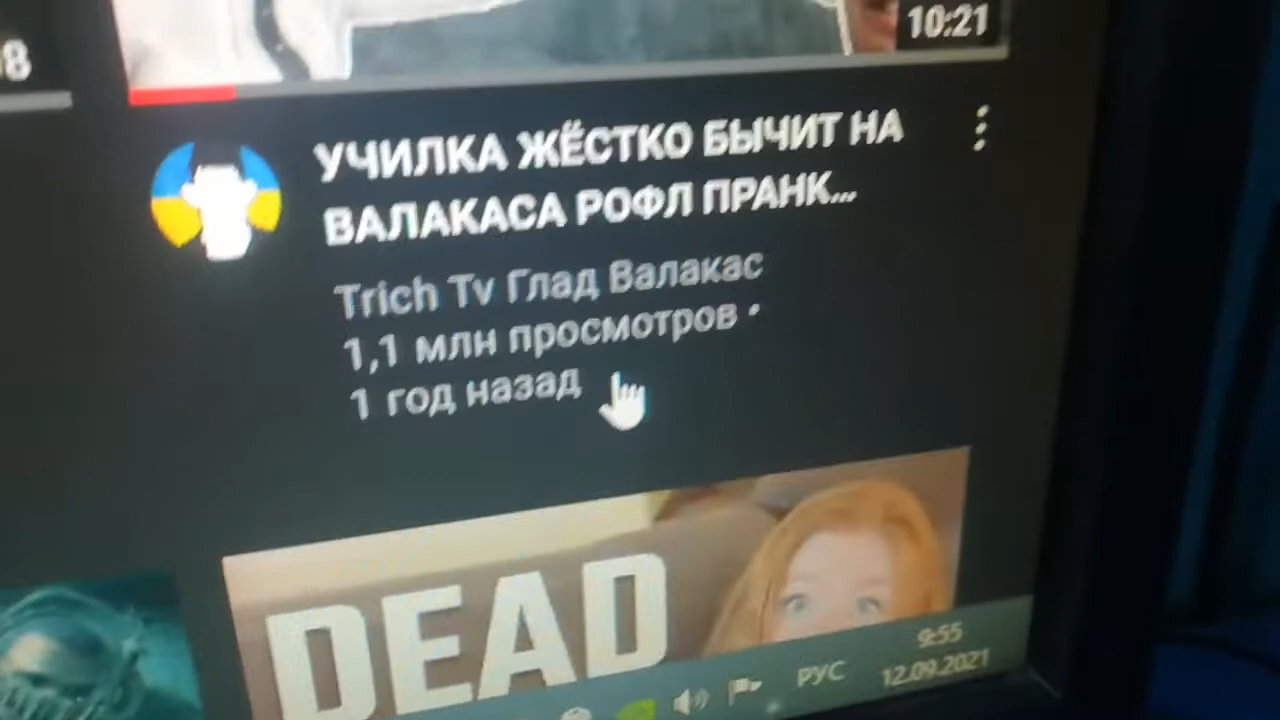 10:21
8
УЧИЛКА ЖЁСТКО БЫЧИТ НА
ВАЛАКАСА РОФЛ ПРАНК...
Trich Tv Глад Валакас
1,1 млн просмотров •
1 год назад
DEAD
9:55
РУС
12.09.2021